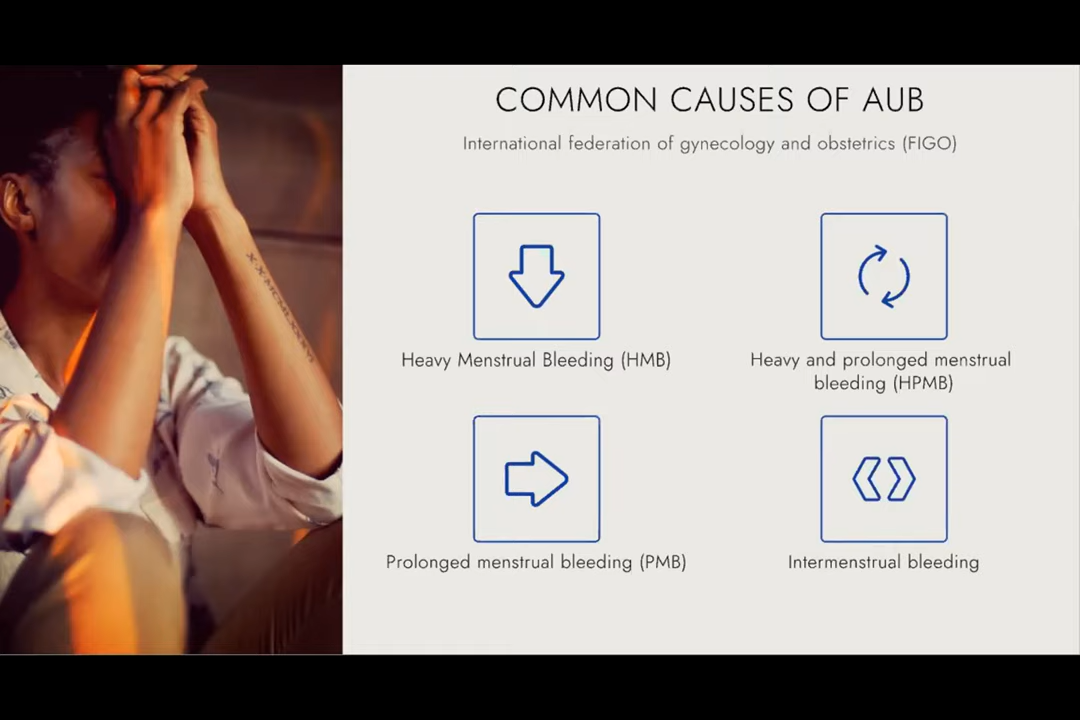 COMMON CAUSES OF AUB
International federation of gynecology and obstetrics (FIGO)
Heavy Menstrual Bleeding (HMB)
Heavy and prolonged menstrual
bleeding (HPMB)
Prolonged menstrual bleeding (PMB)
Intermenstrual bleeding